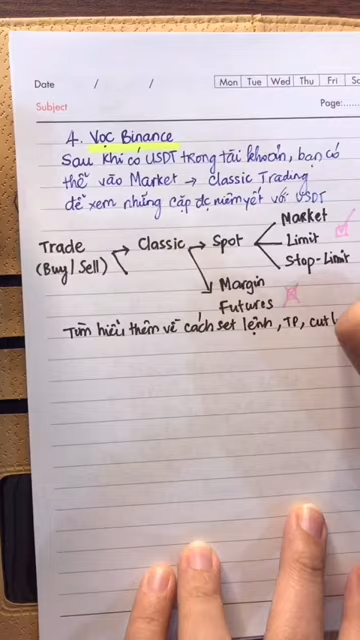 Date / /
Mon Tue Wed Thu Fri
Subject
Page:......
4. Vọc Binance
Sau khi có USDT trong tài khoản, bạn có
thể vào Market → Classic Trading
để xem những cặp đc niêm yết với USDT
Trade
(Buy/Sell)
Classic
Spot
Market
Limit
Stop-Limit
Margin
Futures
Tìm hiểu thêm về cách set lệnh, TP, cut